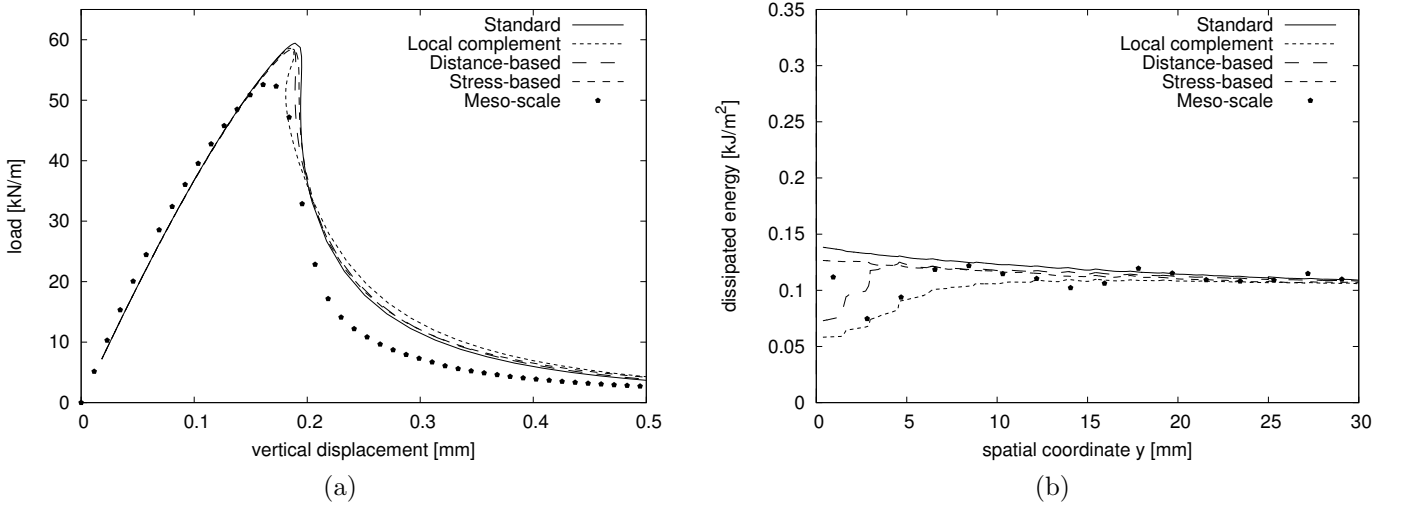 60
50
40
30
20
10
0
0
0.1
0.2
0.3
0.4
0.5
load [kN/m]
vertical displacement [mm]
Standard
Local complement
Distance-based
Stress-based
Meso-scale
(a)
0.35
0.3
0.25
0.2
0.15
0.1
0.05
0
0
5
10
15
20
25
30
dissipated energy [kJ/m²]
spatial coordinate y [mm]
Standard
Local complement
Distance-based
Stress-based
Meso-scale
(b)